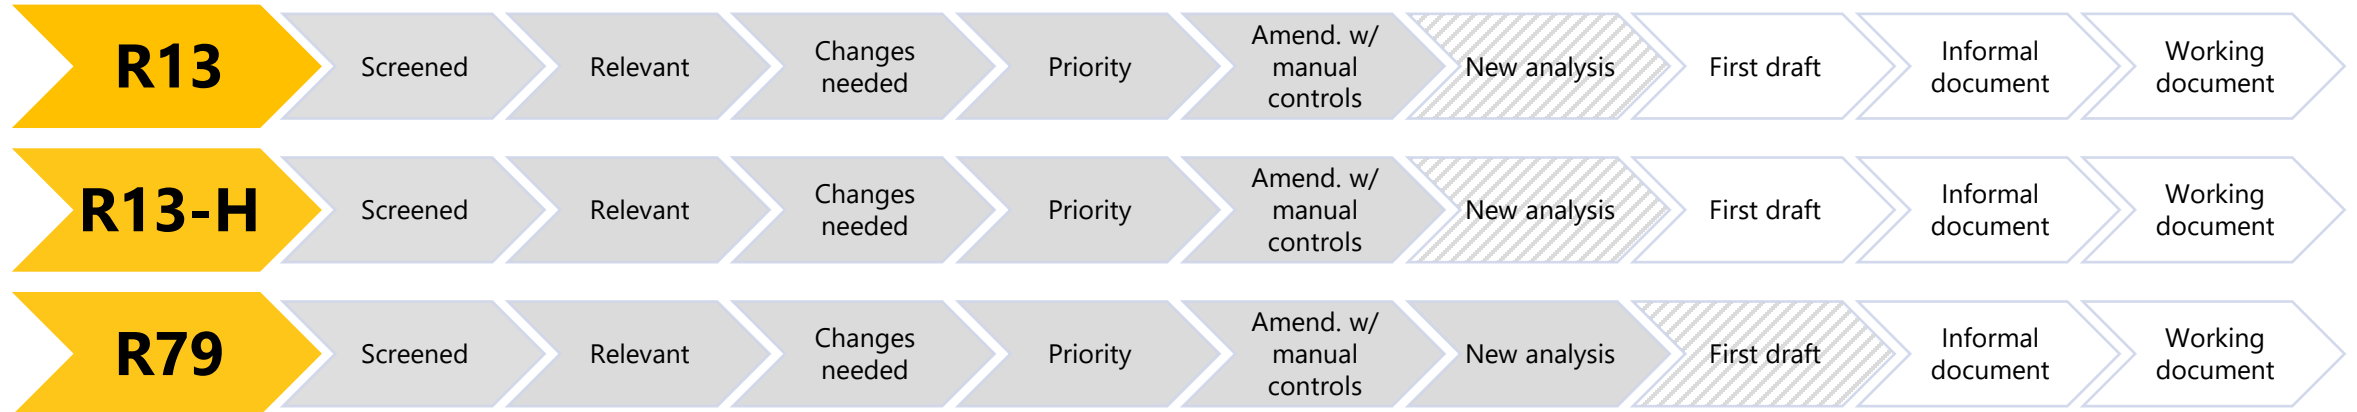 R13
Screened
Relevant
Changes
needed
Priority
Amend. w/
manual
controls
New analysis
First draft
Informal
document
Working
document
R13-H
Screened
Relevant
Changes
needed
Priority
Amend. w/
manual
controls
New analysis
First draft
Informal
document
Working
document
R79
Screened
Relevant
Changes
needed
Priority
Amend. w/
manual
controls
New analysis
First draft
Informal
document
Working
document